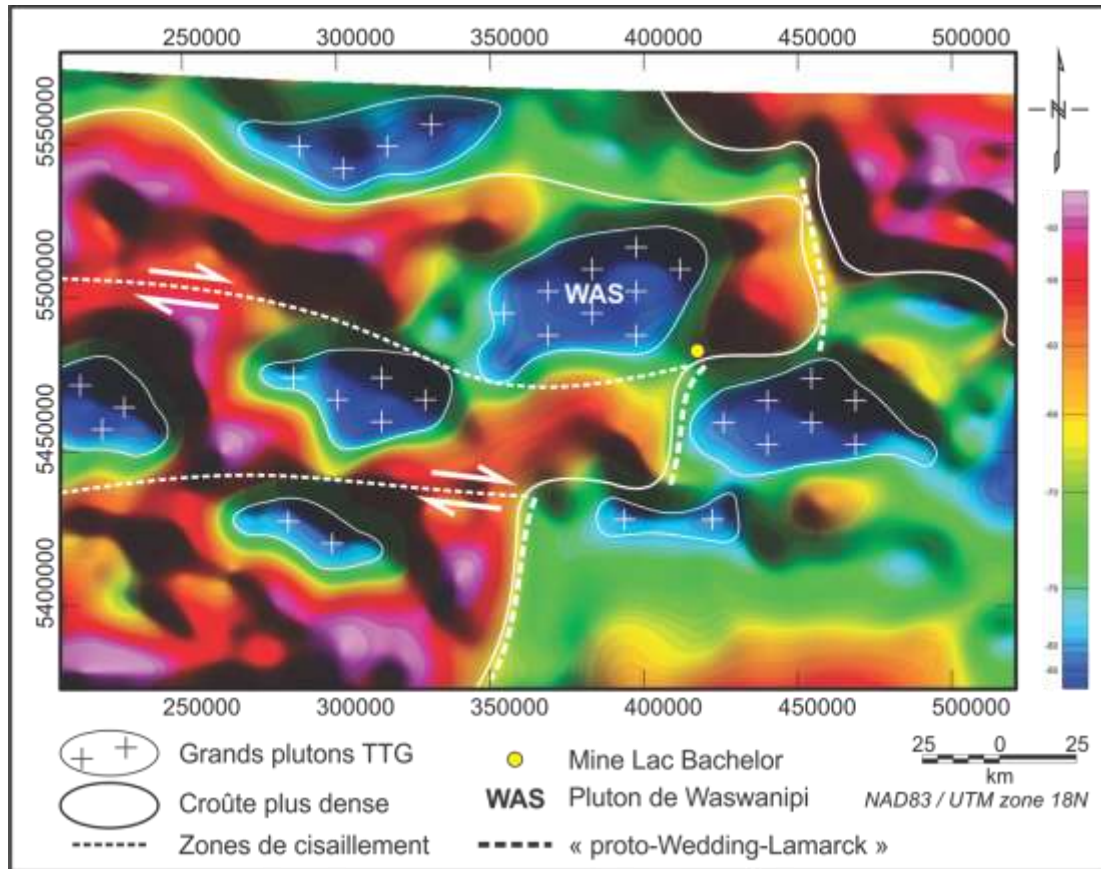 250000 300000 350000 400000 450000 500000
5550000
5500000
5450000
5400000
N
WAS
250000 300000 350000 400000 450000 500000
Grands plutons TTG
Croûte plus dense
Zones de cisaillement
Mine Lac Bachelor
WAS Pluton de Waswanipi
« proto-Wedding-Lamarck »
25 0 25
km
NAD83 / UTM zone 18N